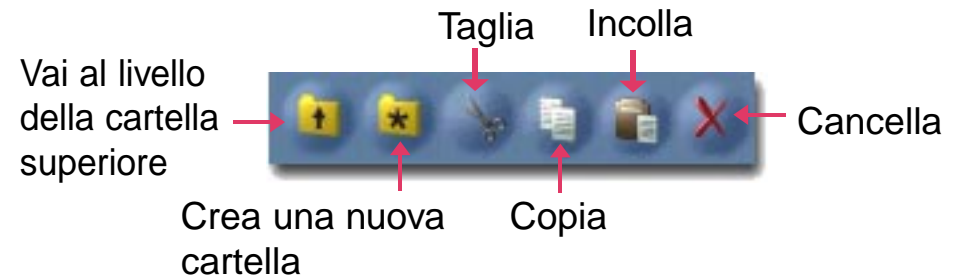 Taglia
Incolla
Vai al livello
della cartella
superiore
Cancella
Crea una nuova
cartella
Copia